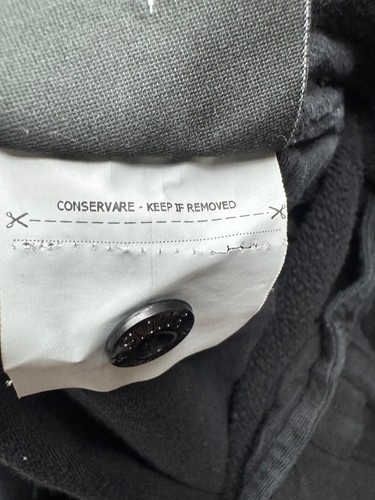 CONSERVARE - KEEP IF REMOVED